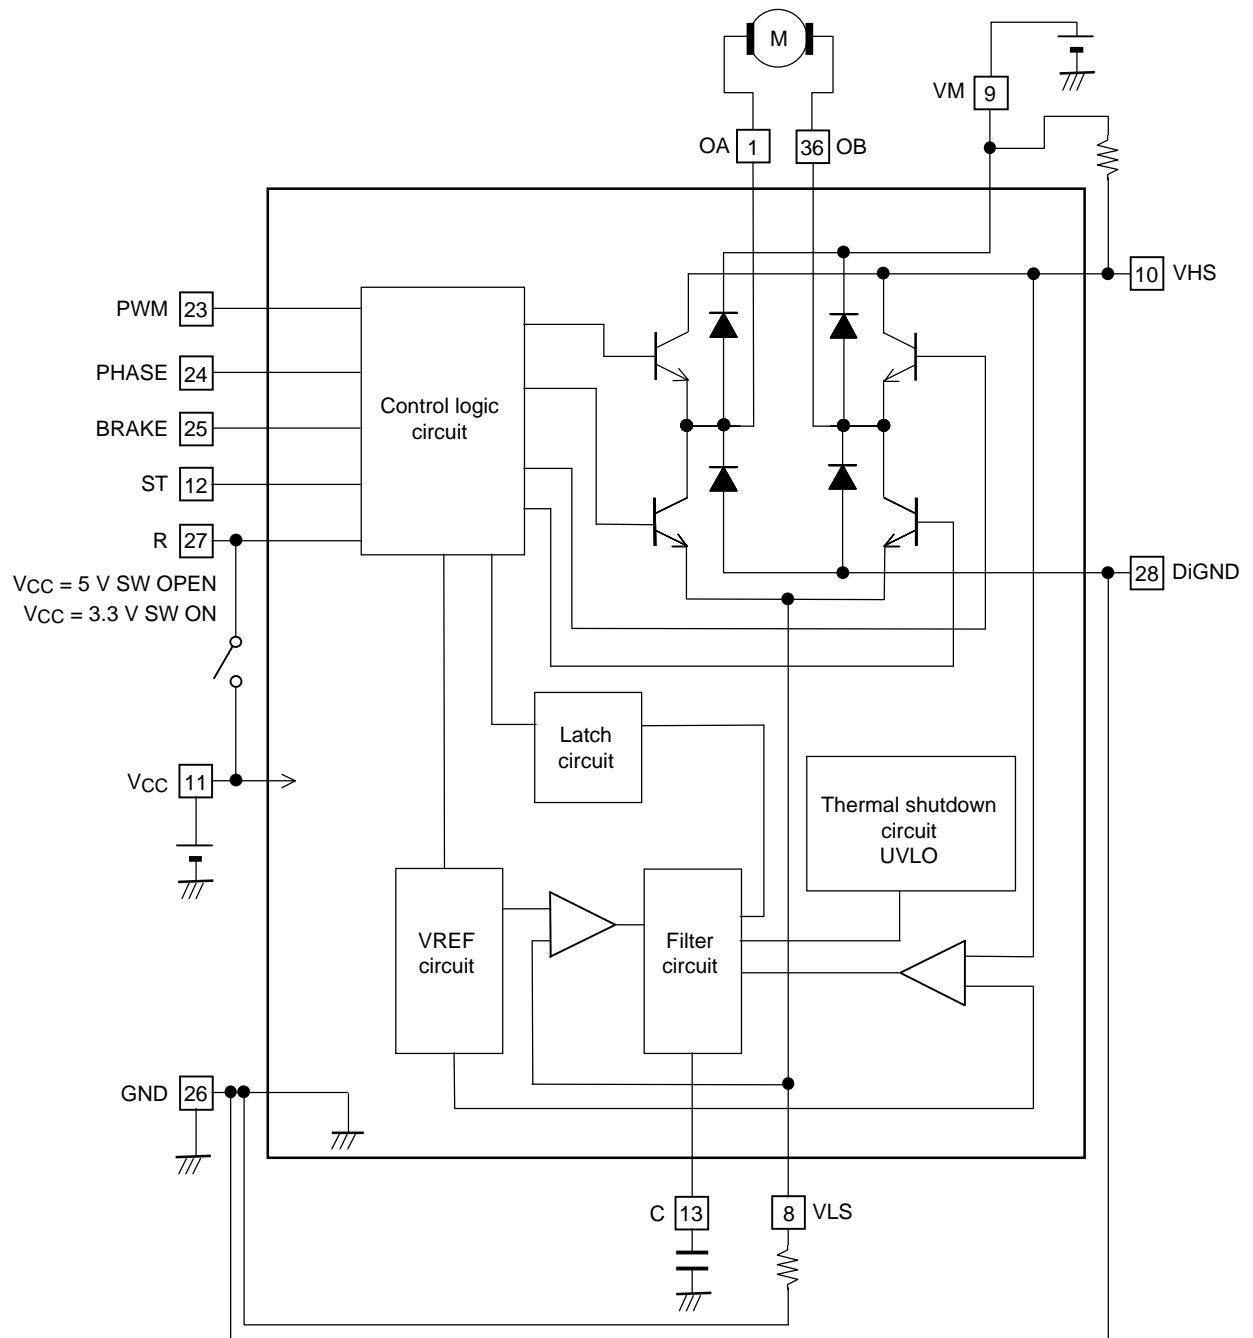 M
VM 9
OA 1
36 OB
10 VHS
PWM 23
PHASE 24
BRAKE 25
ST 12
R 27
Control logic
circuit
28 DiGND
VCC = 5 V SW OPEN
VCC = 3.3 V SW ON
Latch
circuit
VCC 11
Thermal shutdown
circuit
UVLO
VREF
circuit
Filter
circuit
GND 26
C 13
8 VLS